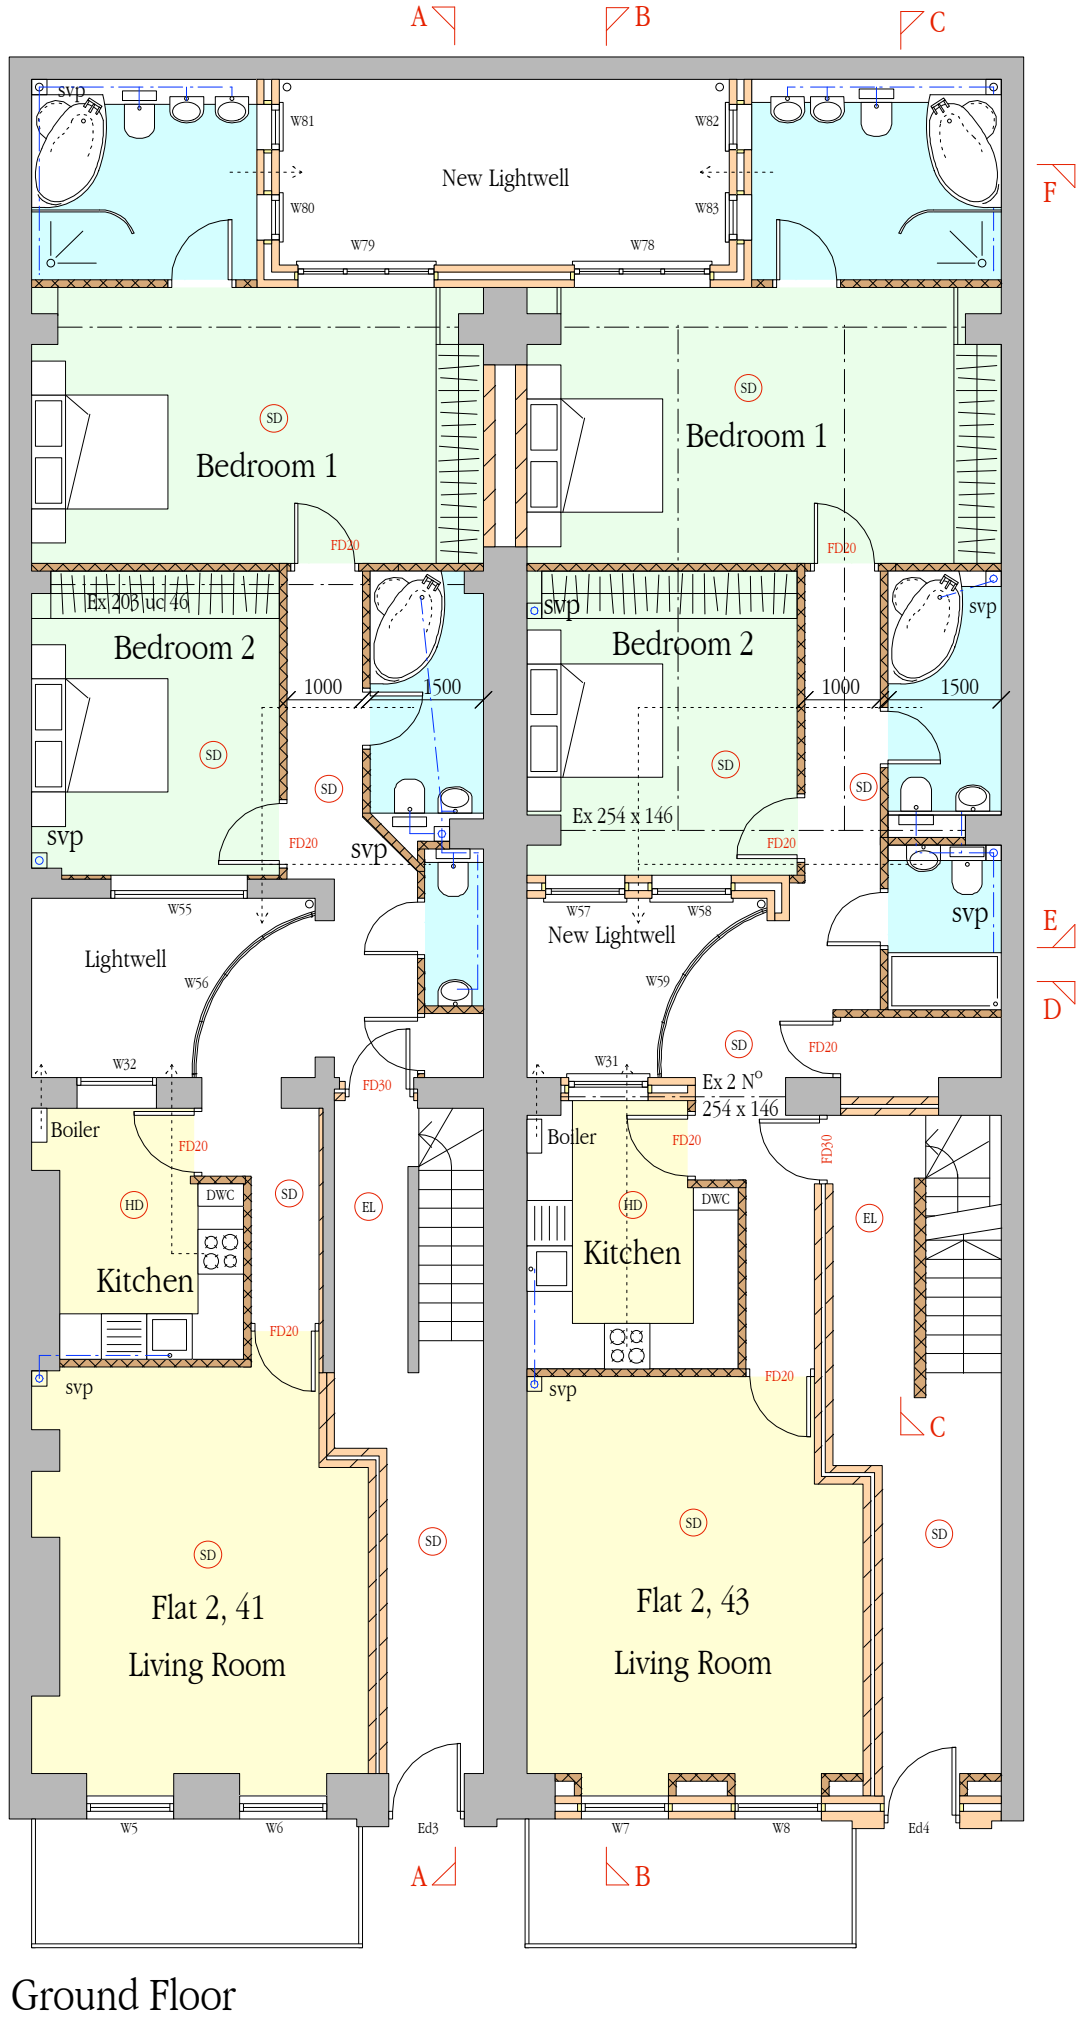 A
B
C
svp
W81
W82
New Lightwell
F
W80
W83
W79
W78
SD
SD
Bedroom 1
Bedroom 1
FD20
FD20
Ex 203 uc 46
svp
svp
Bedroom 2
Bedroom 2
1000
1500
1000
1500
SD
SD
SD
SD
Ex 254 x 146
svp
svp
FD20
FD20
W55
W57
W58
svp
E
New Lightwell
Lightwell
W56
W59
D
SD
FD20
W32
W31
FD30
Ex 2 No
254 x 146
Boiler
Boiler
FD20
FD20
FD30
DWC
DWC
SD
HD
EL
HD
EL
Kitchen
Kitchen
FD20
FD20
svp
svp
C
SD
SD
SD
SD
Flat 2, 41
Flat 2, 43
Living Room
Living Room
W5
W6
Ed3
W7
W8
Ed4
A
B
Ground Floor